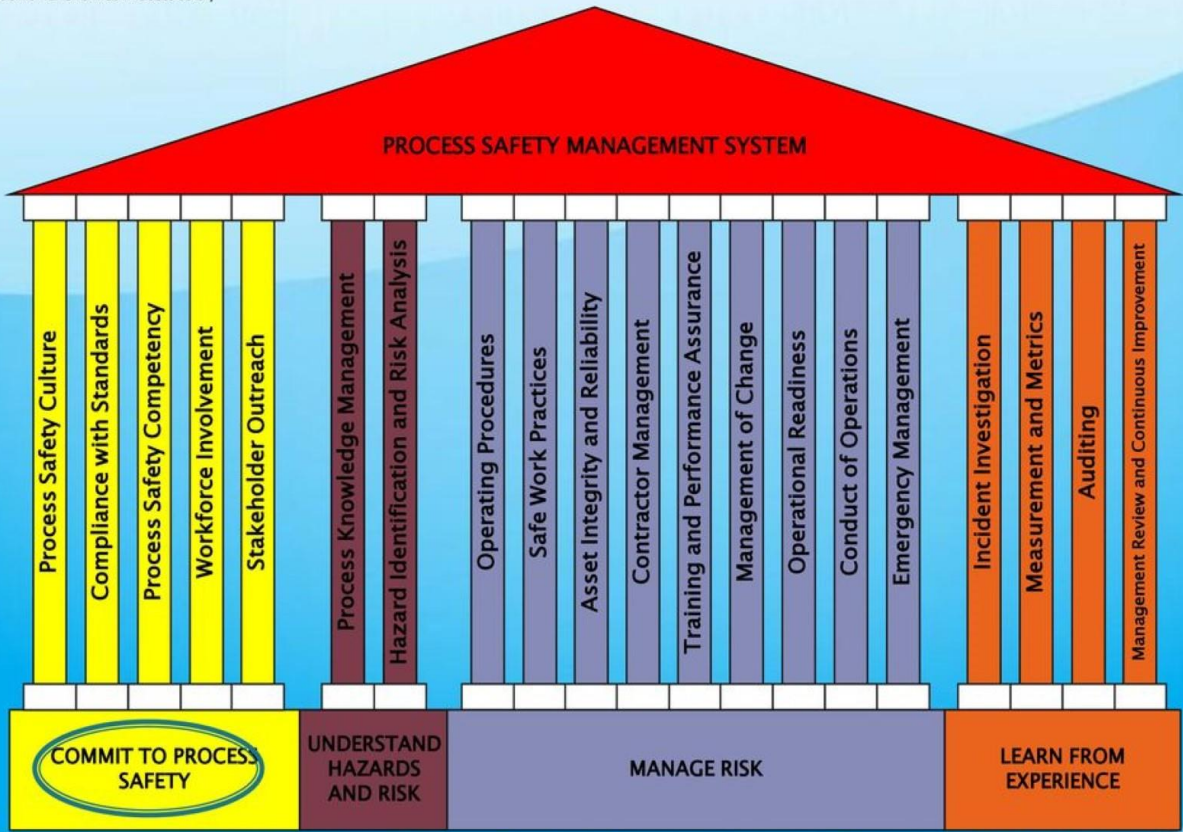 PROCESS SAFETY MANAGEMENT SYSTEM
Process Safety Culture
Compliance with Standards
Process Safety Competency
Workforce Involvement
Stakeholder Outreach
Process Knowledge Management
Hazard Identification and Risk Analysis
Operating Procedures
Safe Work Practices
Asset Integrity and Reliability
Contractor Management
Training and Performance Assurance
Management of Change
Operational Readiness
Conduct of Operations
Emergency Management
Incident Investigation
Measurement and Metrics
Auditing
Management Review and Continuous Improvement
COMMIT TO PROCESS
SAFETY
UNDERSTAND
HAZARDS
AND RISK
MANAGE RISK
LEARN FROM
EXPERIENCE